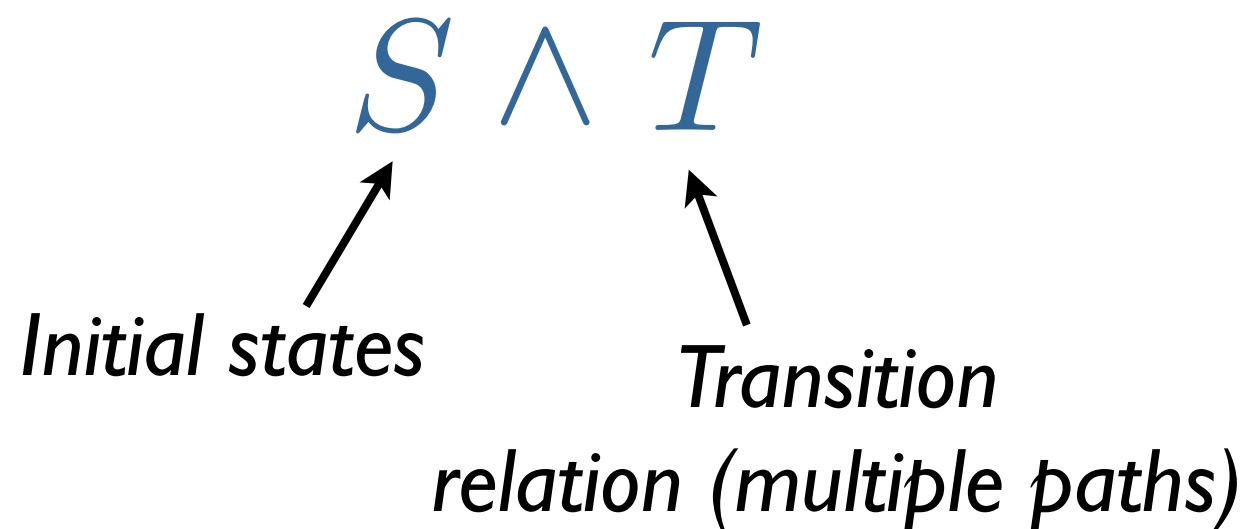 S ∧ T
Initial states
Transition
relation (multiple paths)